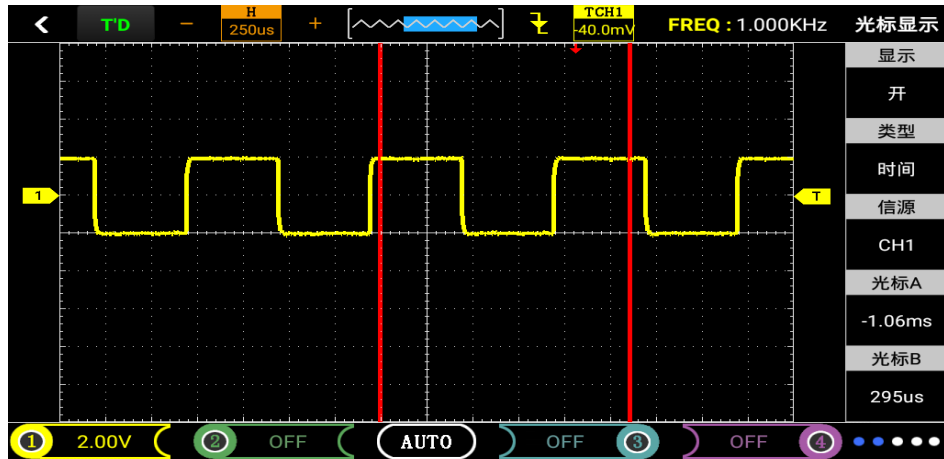 T'D
H
250us
TCH1
-40.0mV
FREQ : 1.000KHz
光标显示
显示
开
类型
时间
信源
CH1
光标A
-1.06ms
光标B
295us
1
T
1 2.00V
2 OFF
AUTO
OFF 3
OFF 4